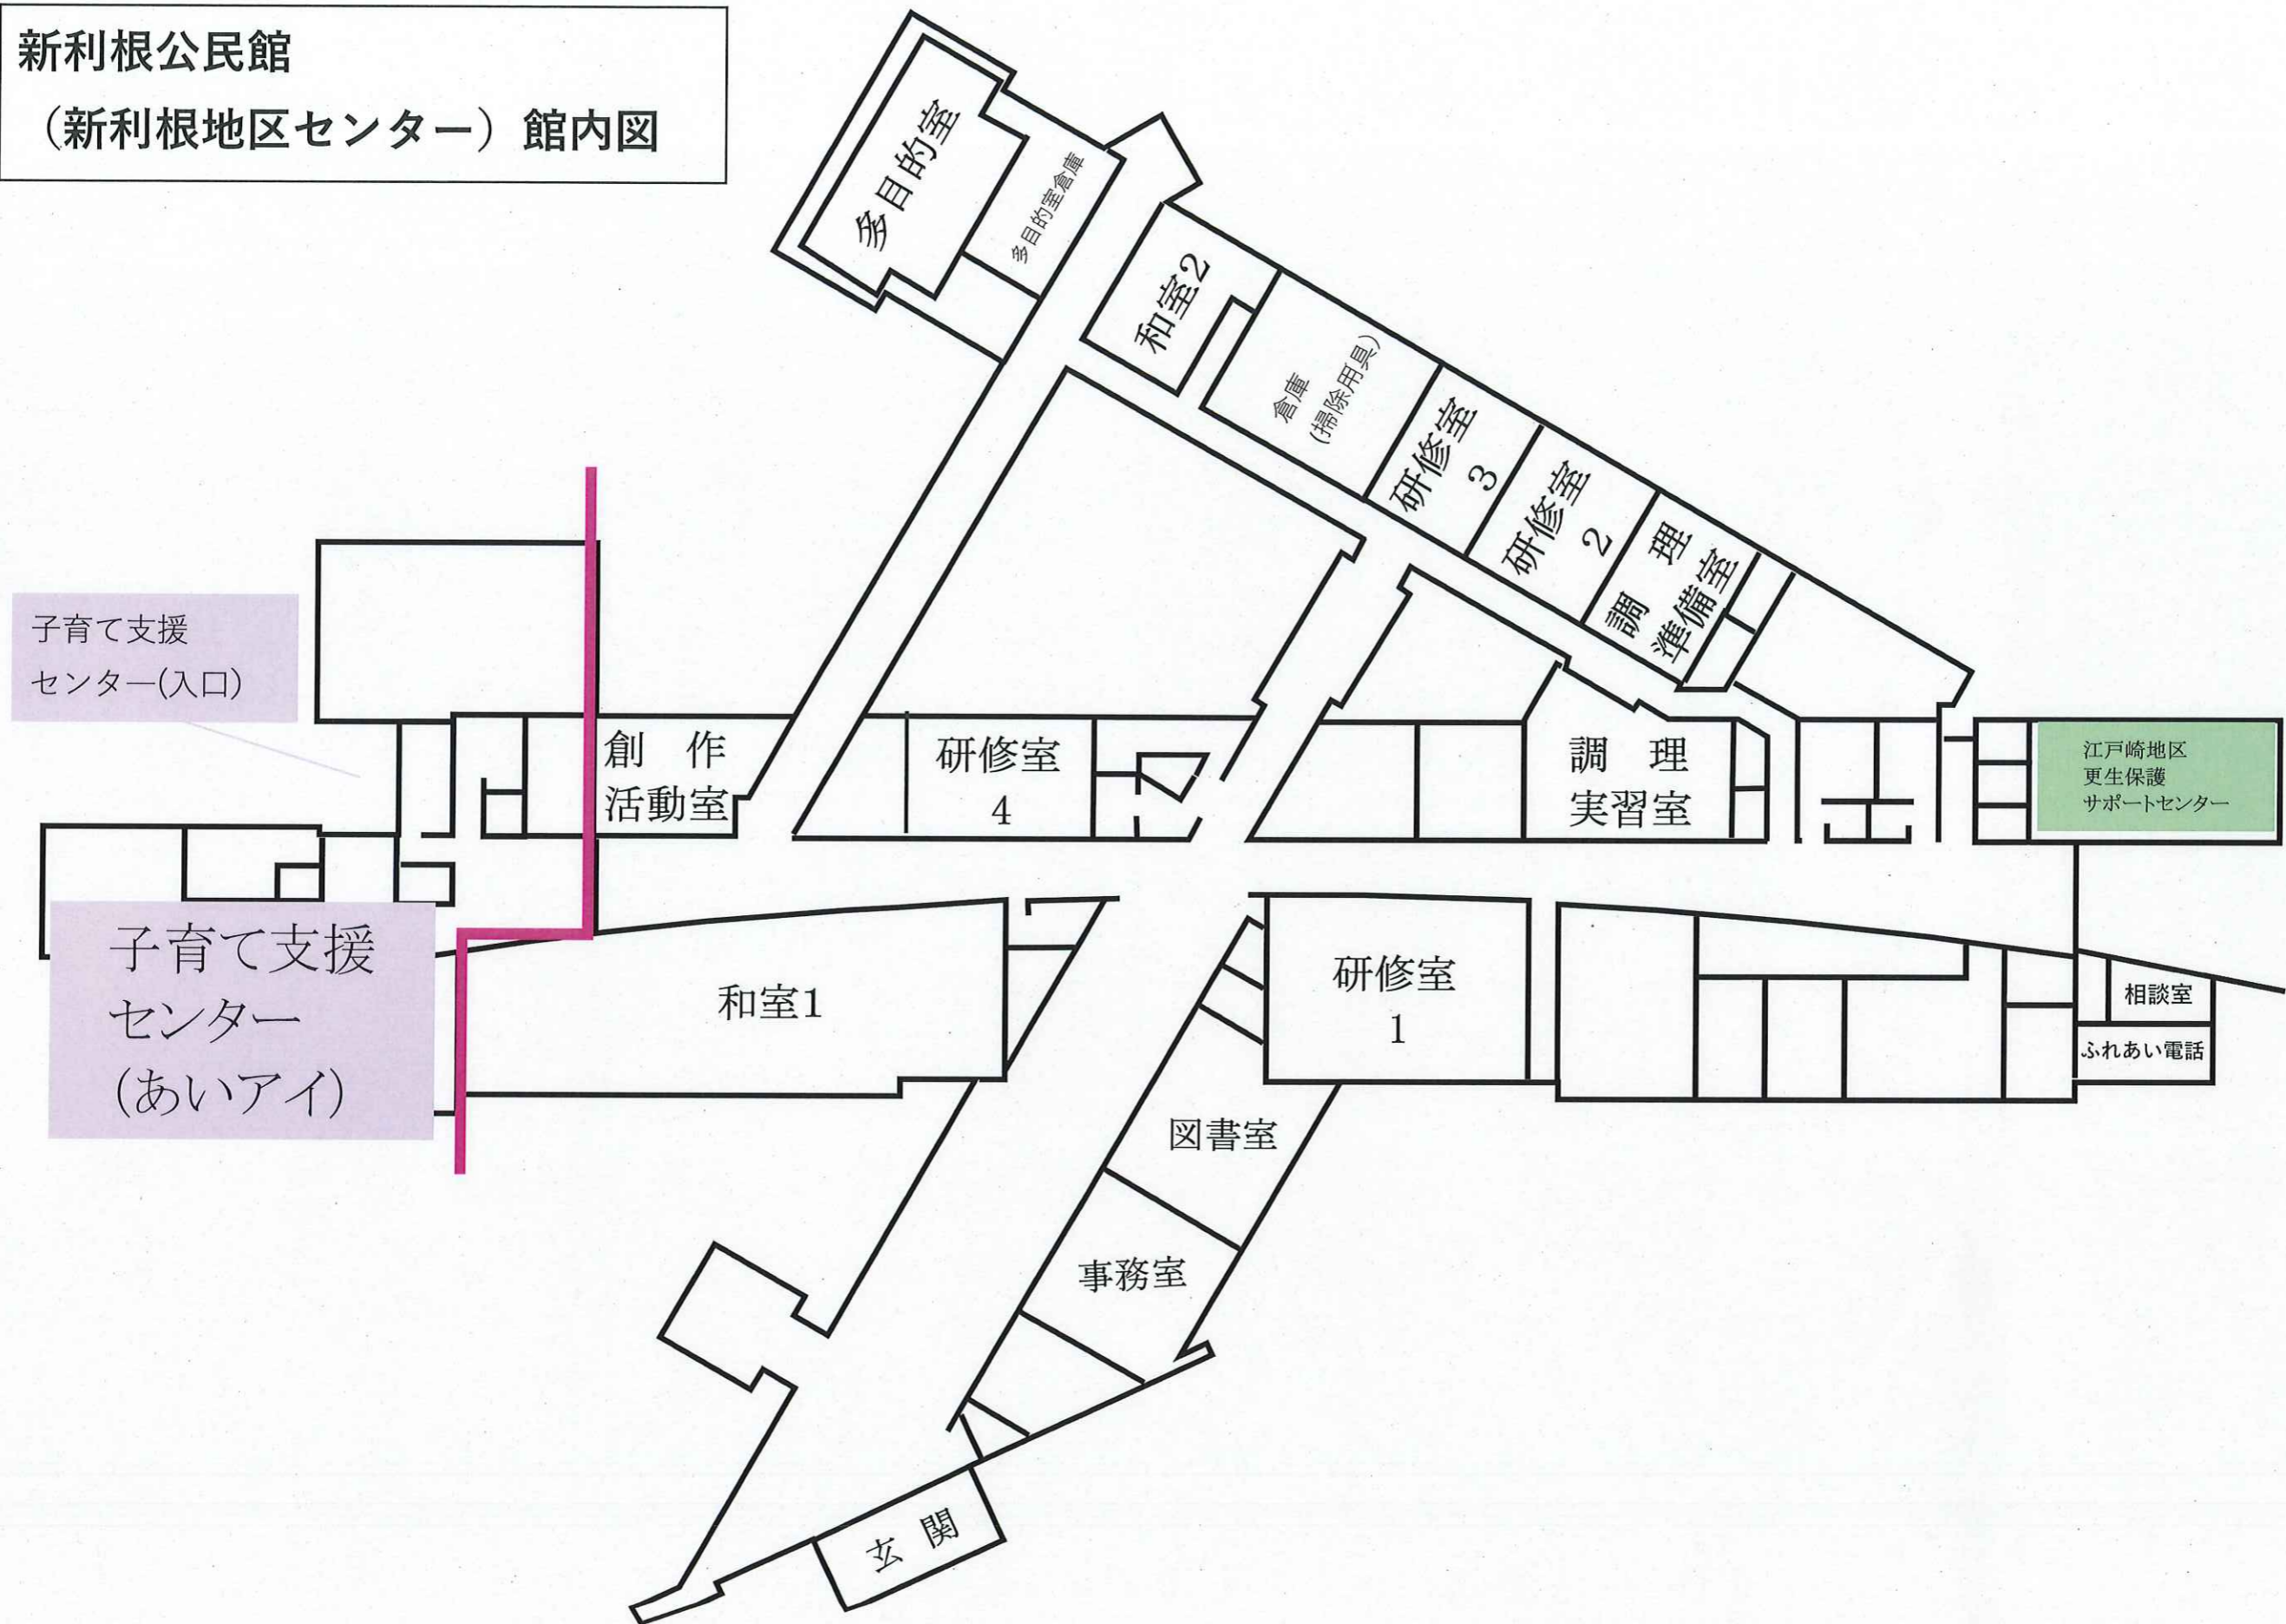 新利根公民館
（新利根地区センター）館内図
多目的室
多目的室倉庫
和室2
倉庫
(掃除用具)
研修室
3
研修室
2
調理
準備室
子育て支援
センター(入口)
創作
活動室
研修室
4
調理
実習室
江戸崎地区
更生保護
サポートセンター
子育て支援
センター
(あいアイ)
和室1
研修室
1
相談室
ふれあい電話
図書室
事務室
玄関